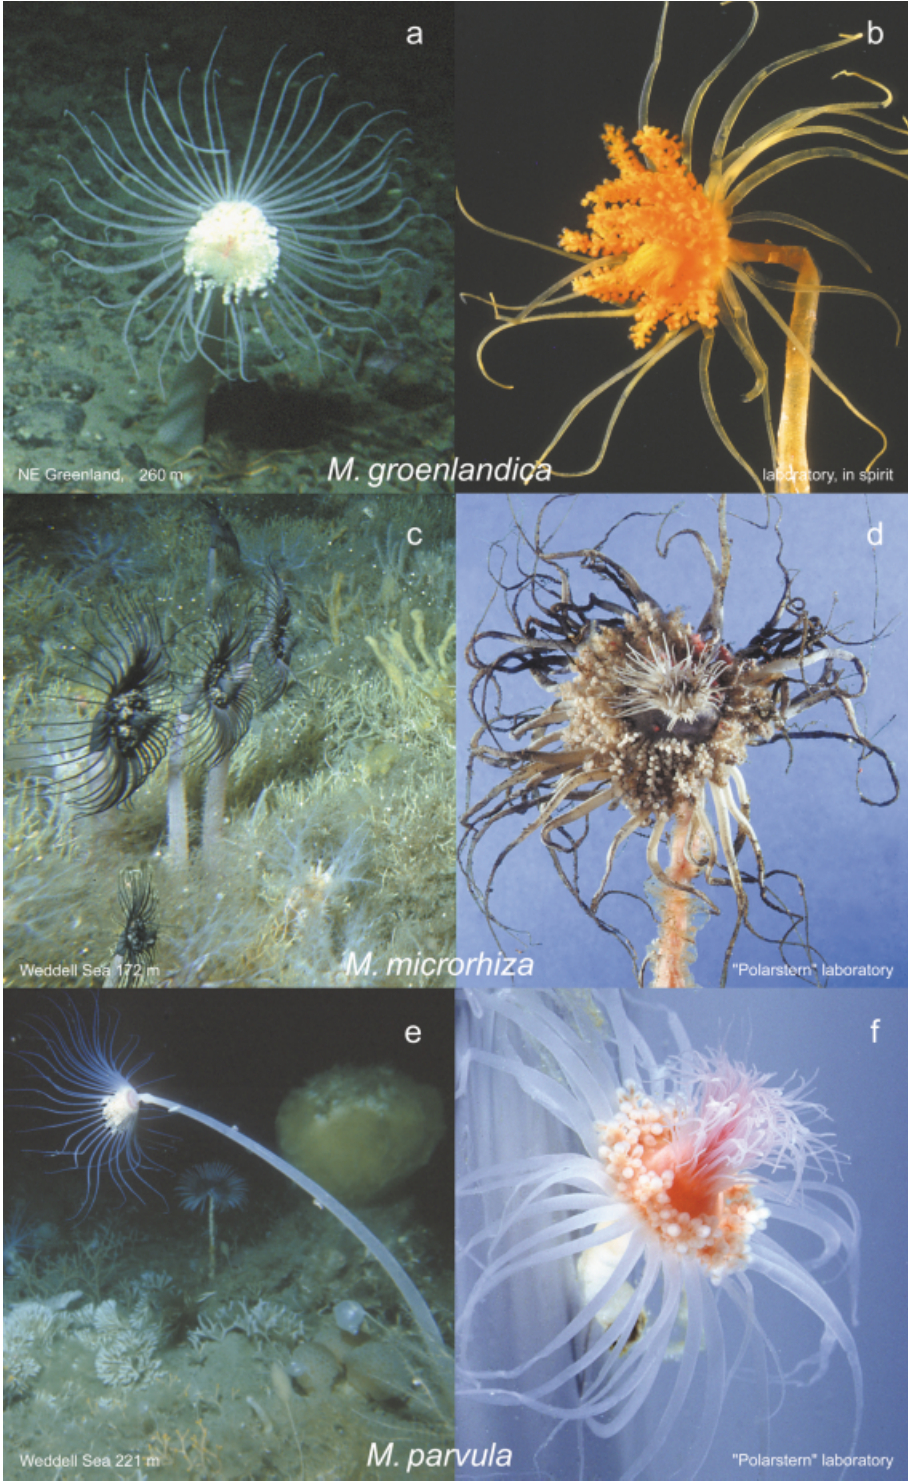 a
b
NE Greenland, 260 m
M. groenlandica
laboratory, in spirit
c
d
Weddell Sea 172 m
M. microrhiza
"Polarstern" laboratory
e
f
Weddell Sea 221 m
M. parvula
"Polarstern" laboratory